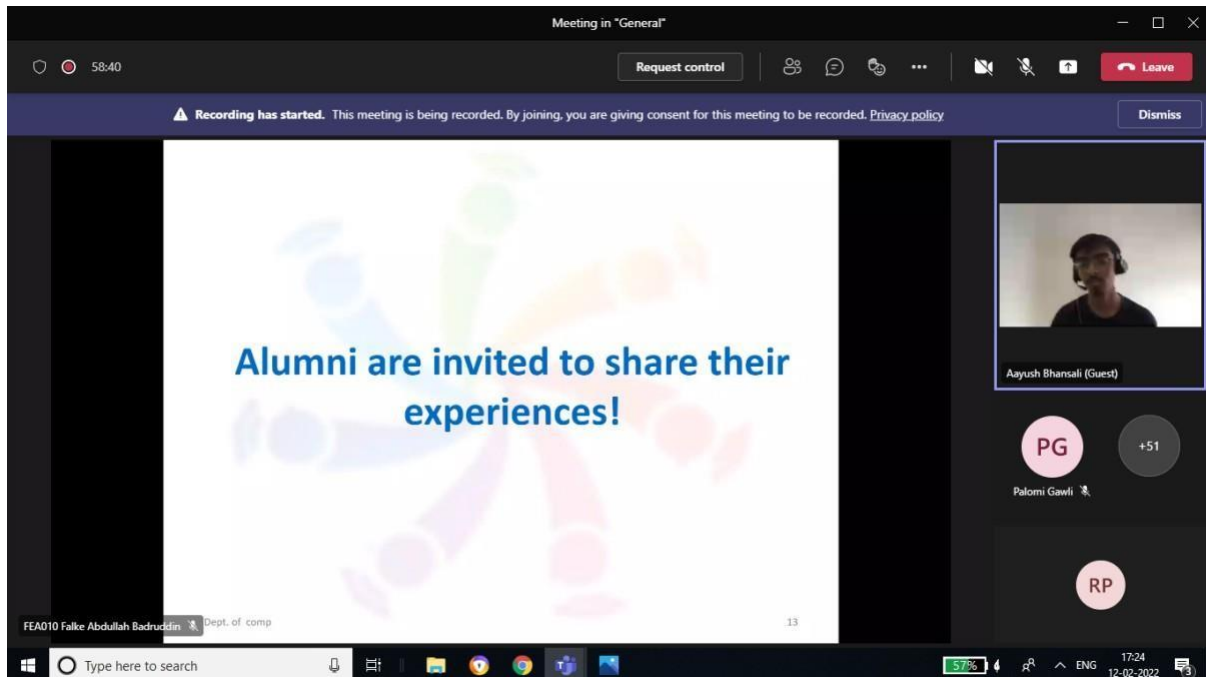 Meeting in "General"
58:40
Request control
Leave
Recording has started. This meeting is being recorded. By joining, you are giving consent for this meeting to be recorded. Privacy policy
Dismiss
Alumni are invited to share their
experiences!
Aayush Bhansali (Guest)
PG
+51
Palomi Gawli
RP
FEA010 Falke Abdullah Badruddin
Dept. of comp
13
Type here to search
57%
ENG
17:24
12-02-2022
3